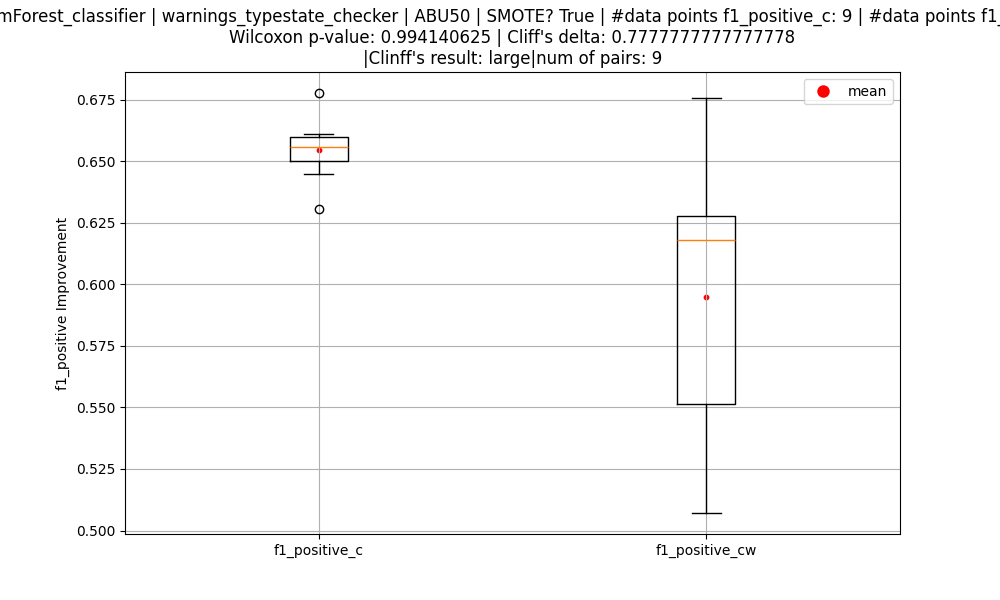 mForest_classifier | warnings_typestate_checker | ABU50 | SMOTE? True | #data points f1_positive_c: 9 | #data points f1_
Wilcoxon p-value: 0.994140625 | Cliff's delta: 0.7777777777777778
|Clinff's result: large|num of pairs: 9
mean
0.675
0.650
0.625
0.600
0.575
0.550
0.525
0.500
f1_positive Improvement
f1_positive_c
f1_positive_cw